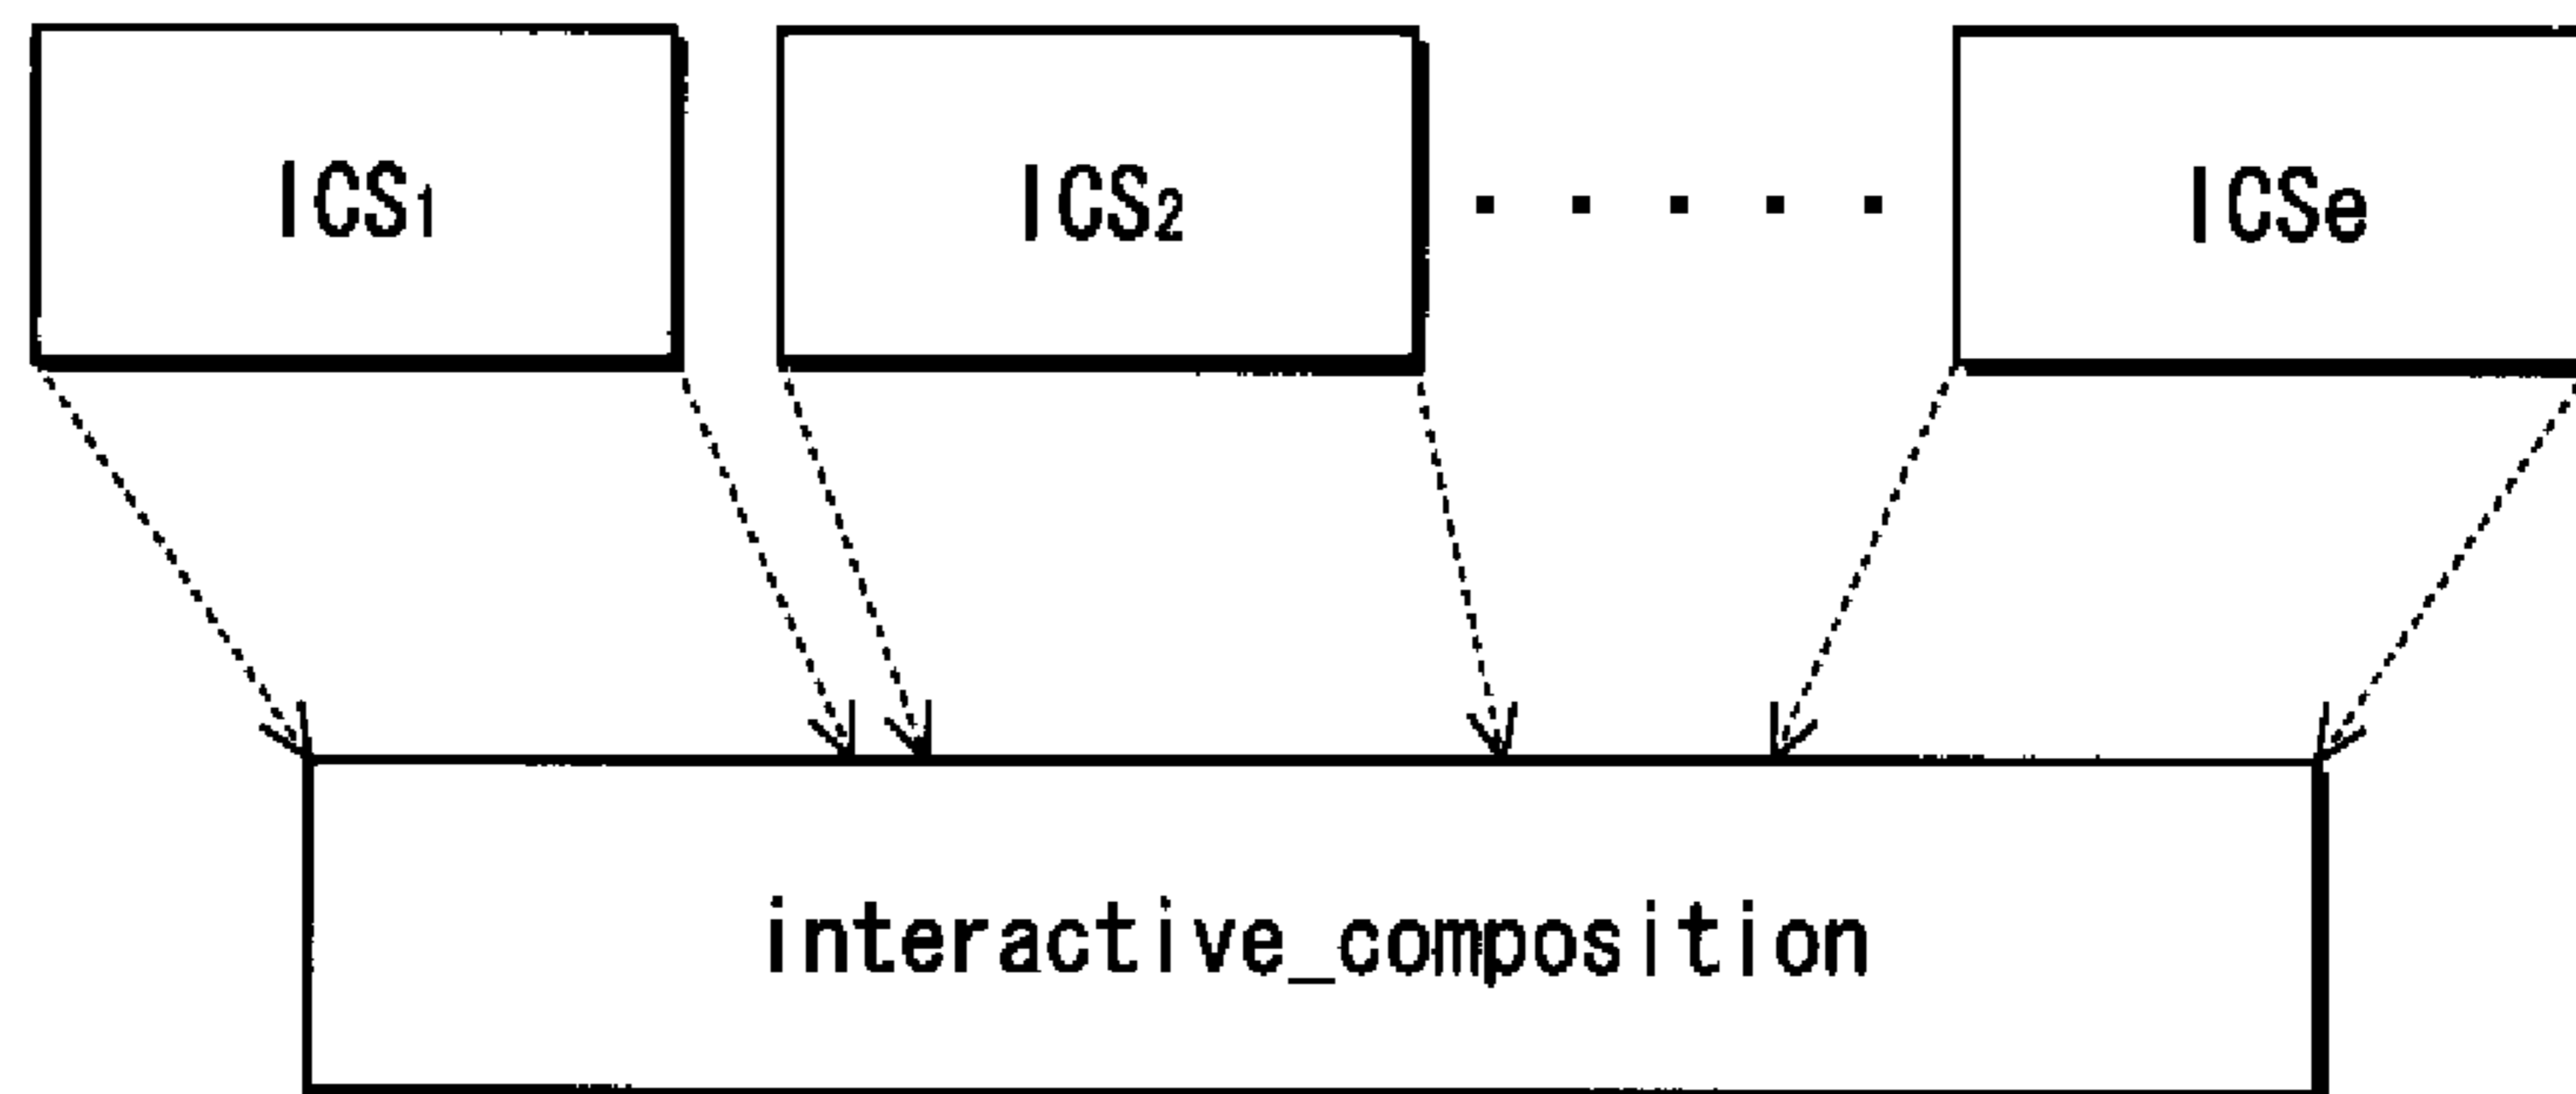 ICS1 ICS2 · · · · · ICSe
interactive_composition